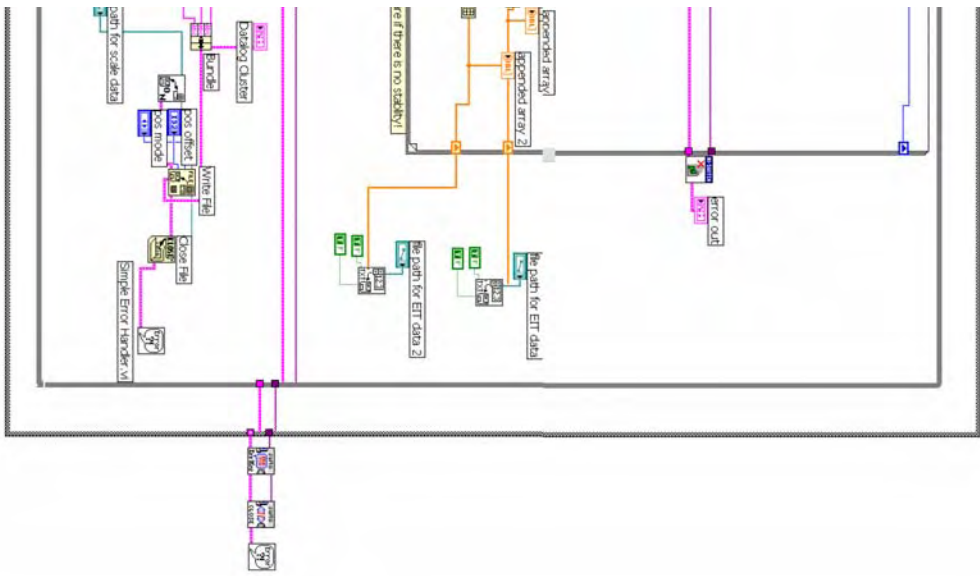 error out
appended array
file path for EIT data
appended array 2
file path for EIT data 2
re if there is no stablity!
Datalog cluster
Bundle
Write File
pos offset
Close File
pos mode
Simple Error Handler.vi
path for scale data